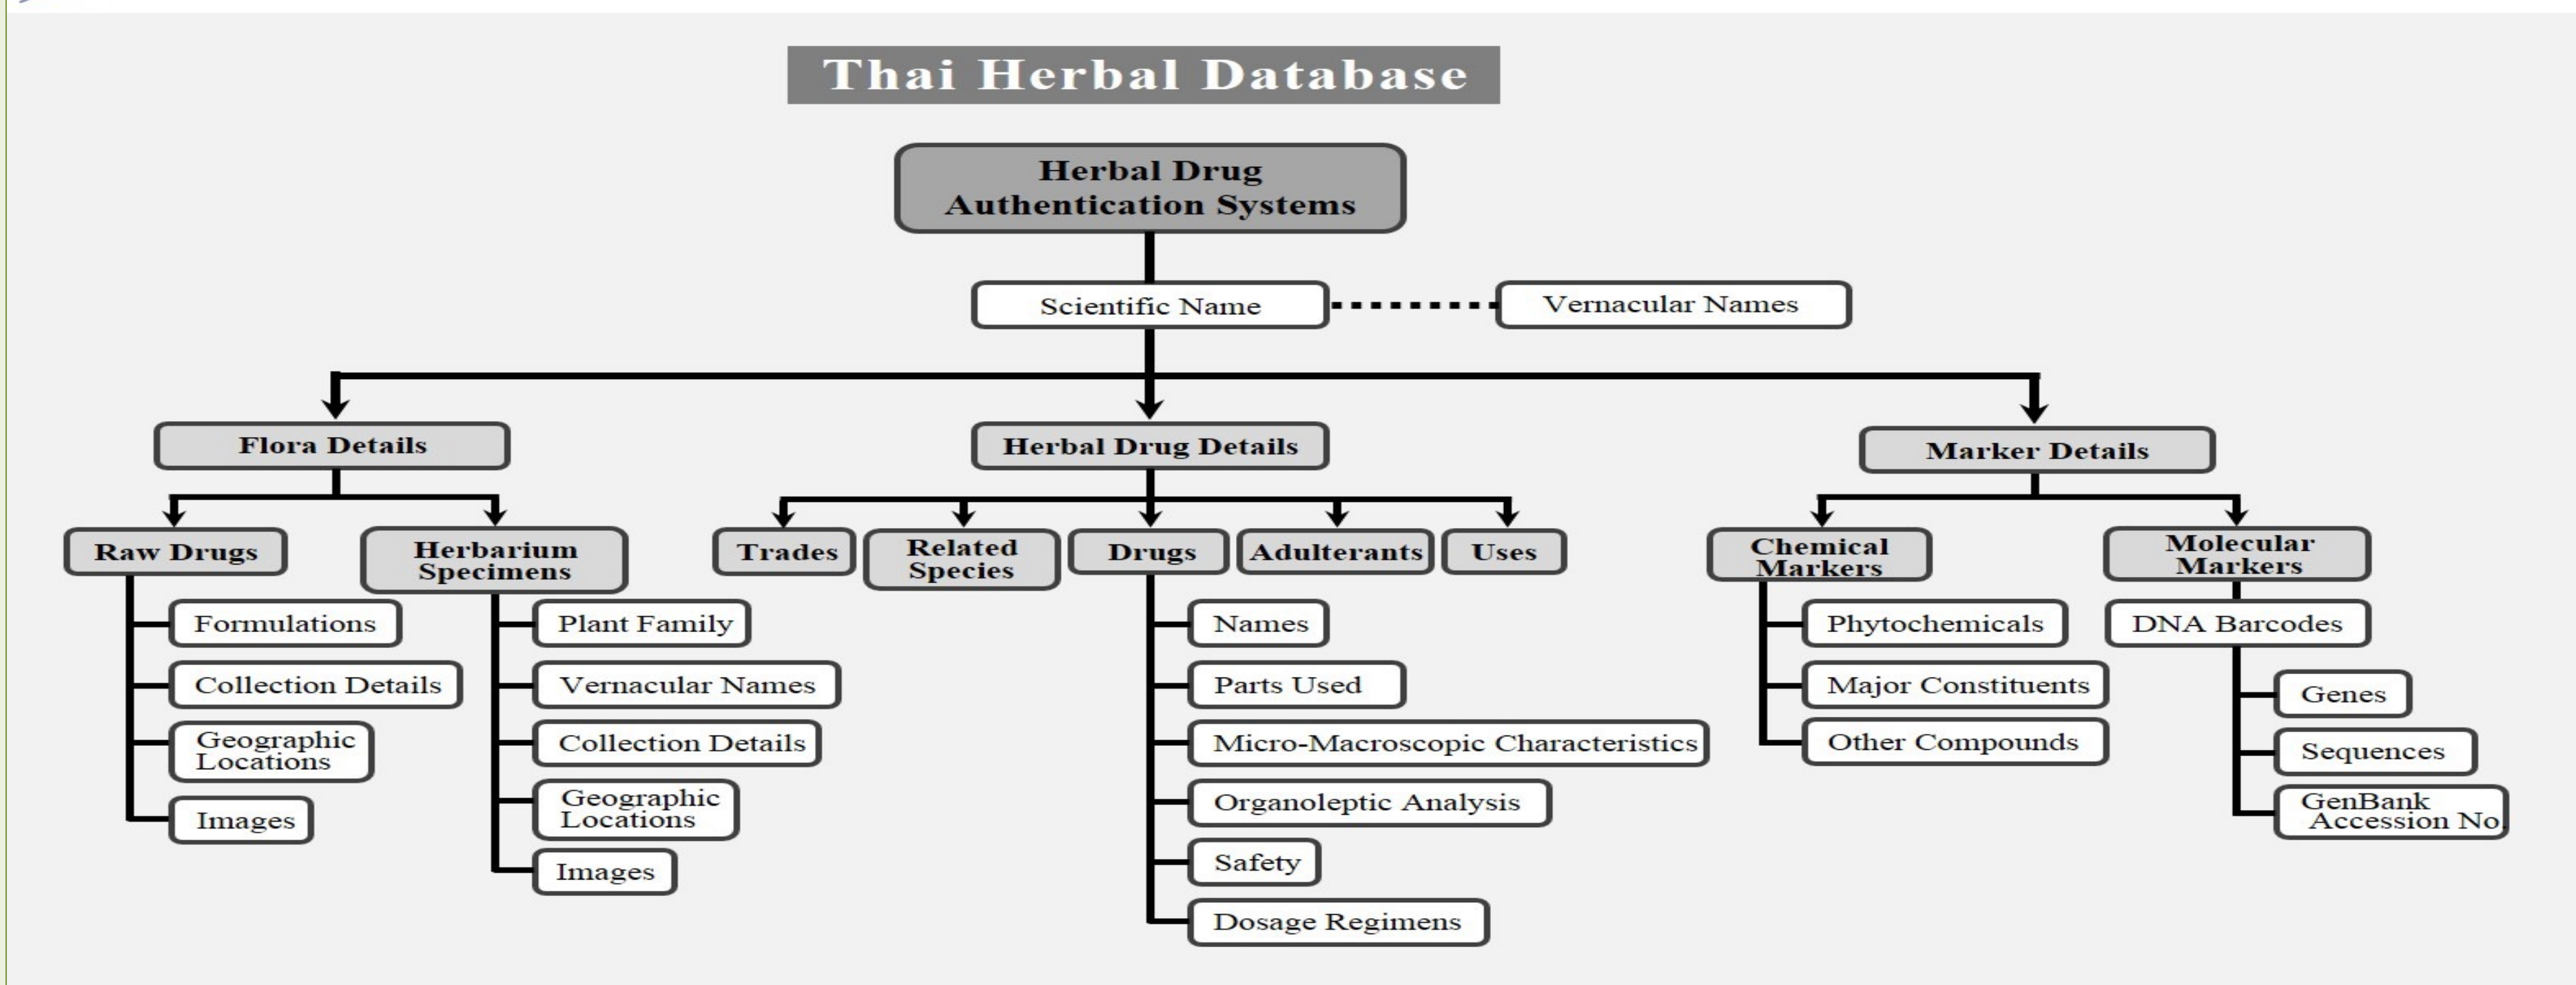 Thai Herbal Database
Herbal Drug
Authentication Systems
Scientific Name
Vernacular Names
Flora Details
Herbal Drug Details
Marker Details
Raw Drugs
Herbarium
Specimens
Trades
Related
Species
Drugs
Adulterants
Uses
Chemical
Markers
Molecular
Markers
Formulations
Collection Details
Geographic
Locations
Images
Plant Family
Vernacular Names
Collection Details
Geographic
Locations
Images
Names
Parts Used
Micro-Macroscopic Characteristics
Organoleptic Analysis
Safety
Dosage Regimens
Phytochemicals
Major Constituents
Other Compounds
DNA Barcodes
Genes
Sequences
GenBank
Accession No.